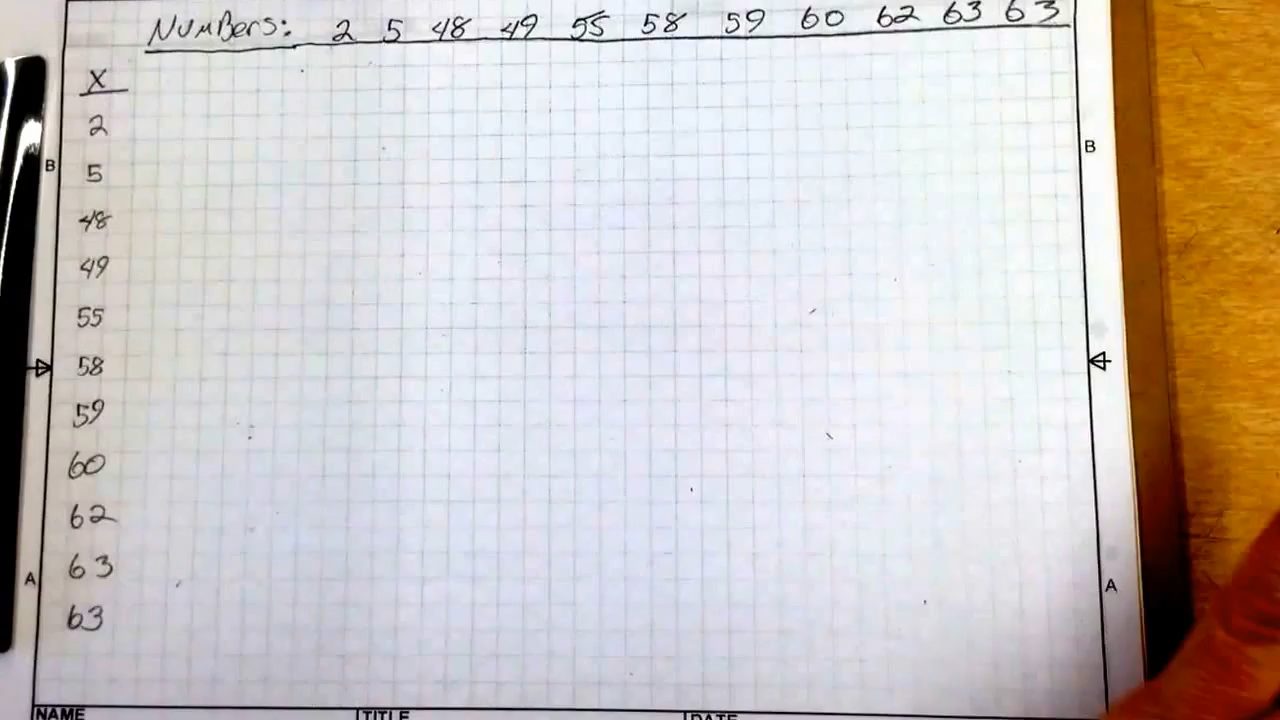 NumBers: 2 5 48 49 55 58 59 60 62 63 63
X
2
B
B
5
48
49
55
58
59
60
62
63
A
A
63
NAME
TITLE
DATE